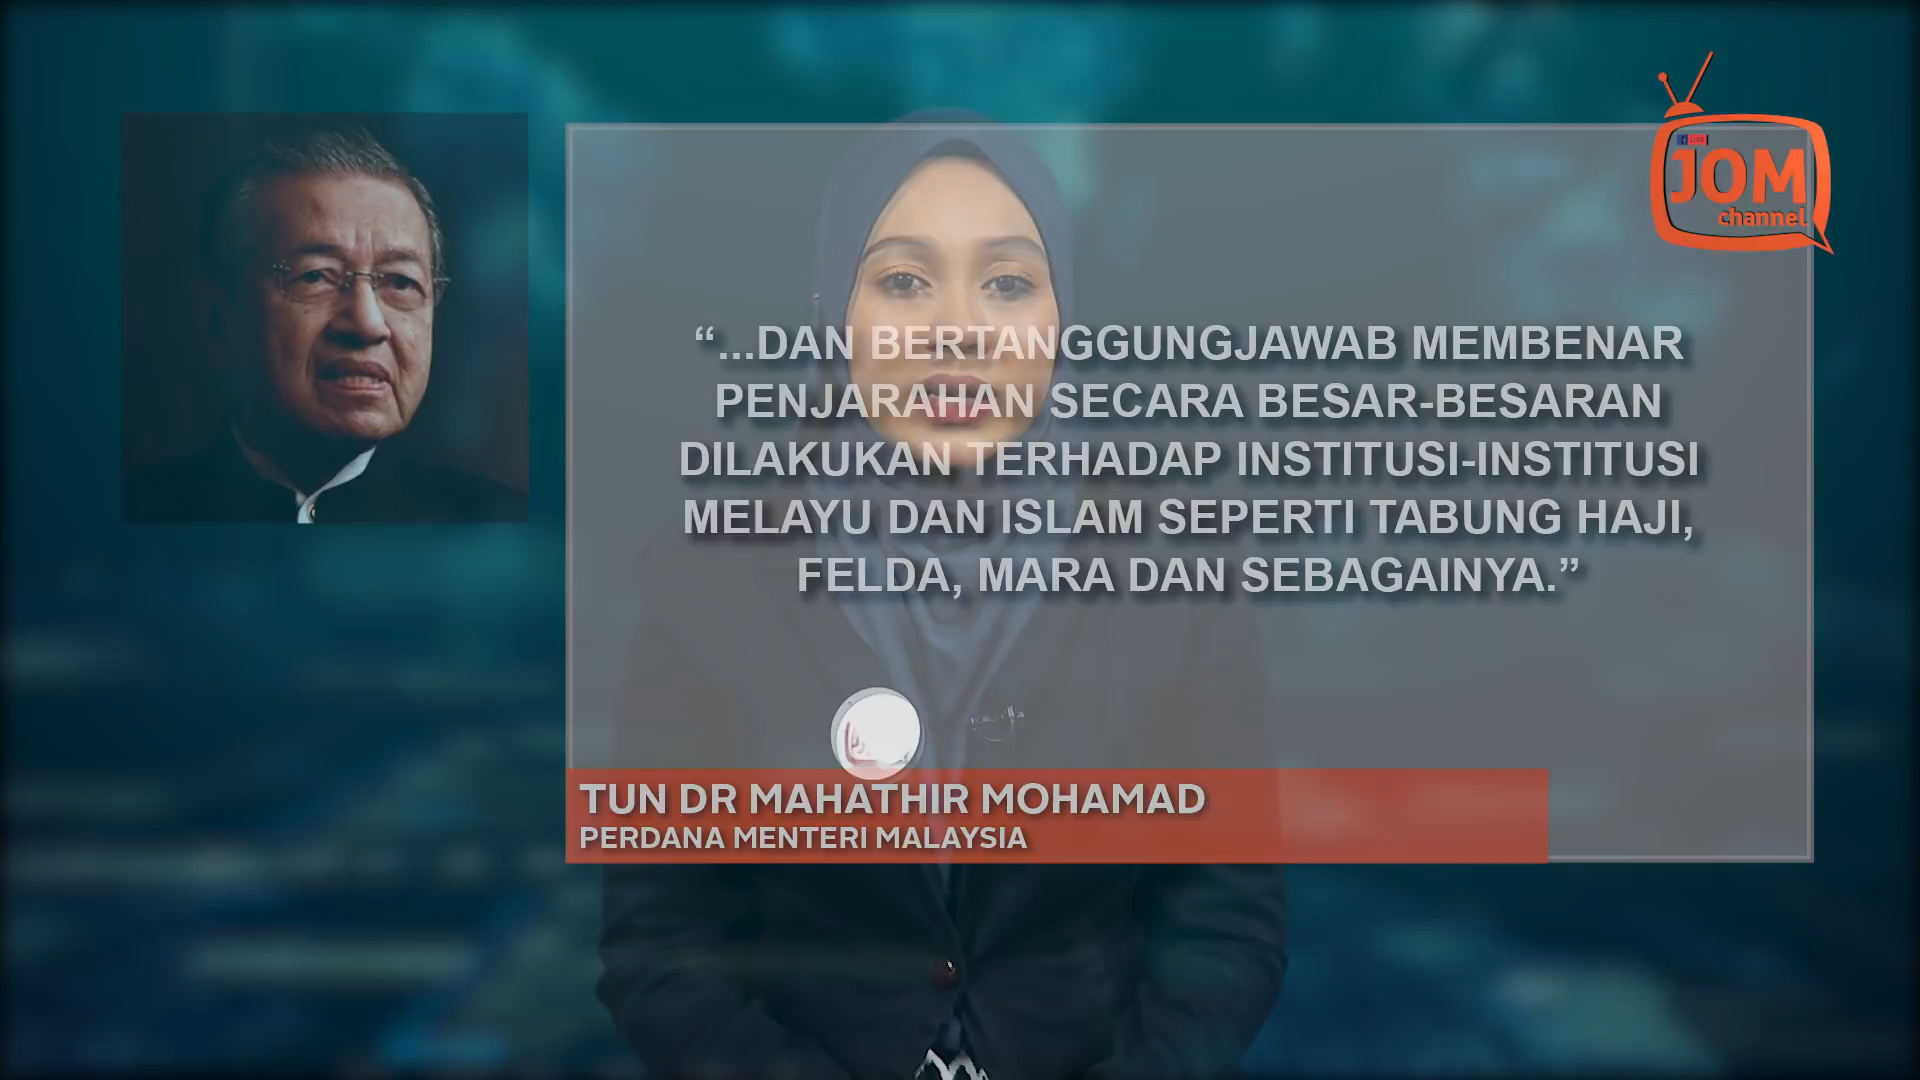 LIVE
JOM
channel
“...DAN BERTANGGUNGJAWAB MEMBENAR
PENJARAHAN SECARA BESAR-BESARAN
DILAKUKAN TERHADAP INSTITUSI-INSTITUSI
MELAYU DAN ISLAM SEPERTI TABUNG HAJI,
FELDA, MARA DAN SEBAGAINYA.”
TUN DR MAHATHIR MOHAMAD
PERDANA MENTERI MALAYSIA